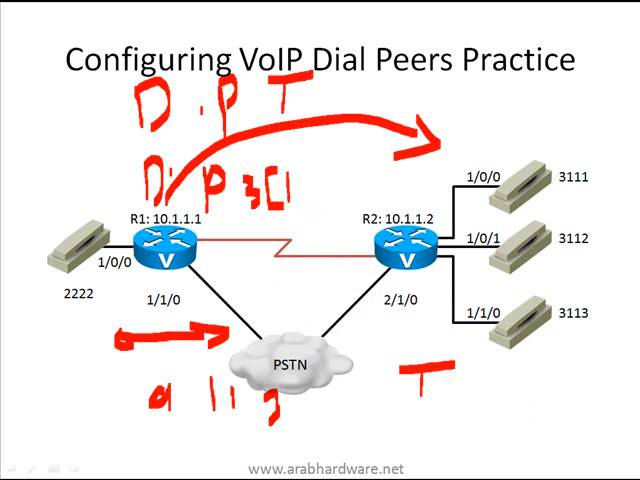 Configuring VoIP Dial Peers Practice
D.P T
D.P
R1: 10.1.1.1
R2: 10.1.1.2
1/0/0
3111
1/0/1
3112
1/0/0
2222
1/1/0
2/1/0
1/1/0
3113
PSTN
T
www.arabhardware.net